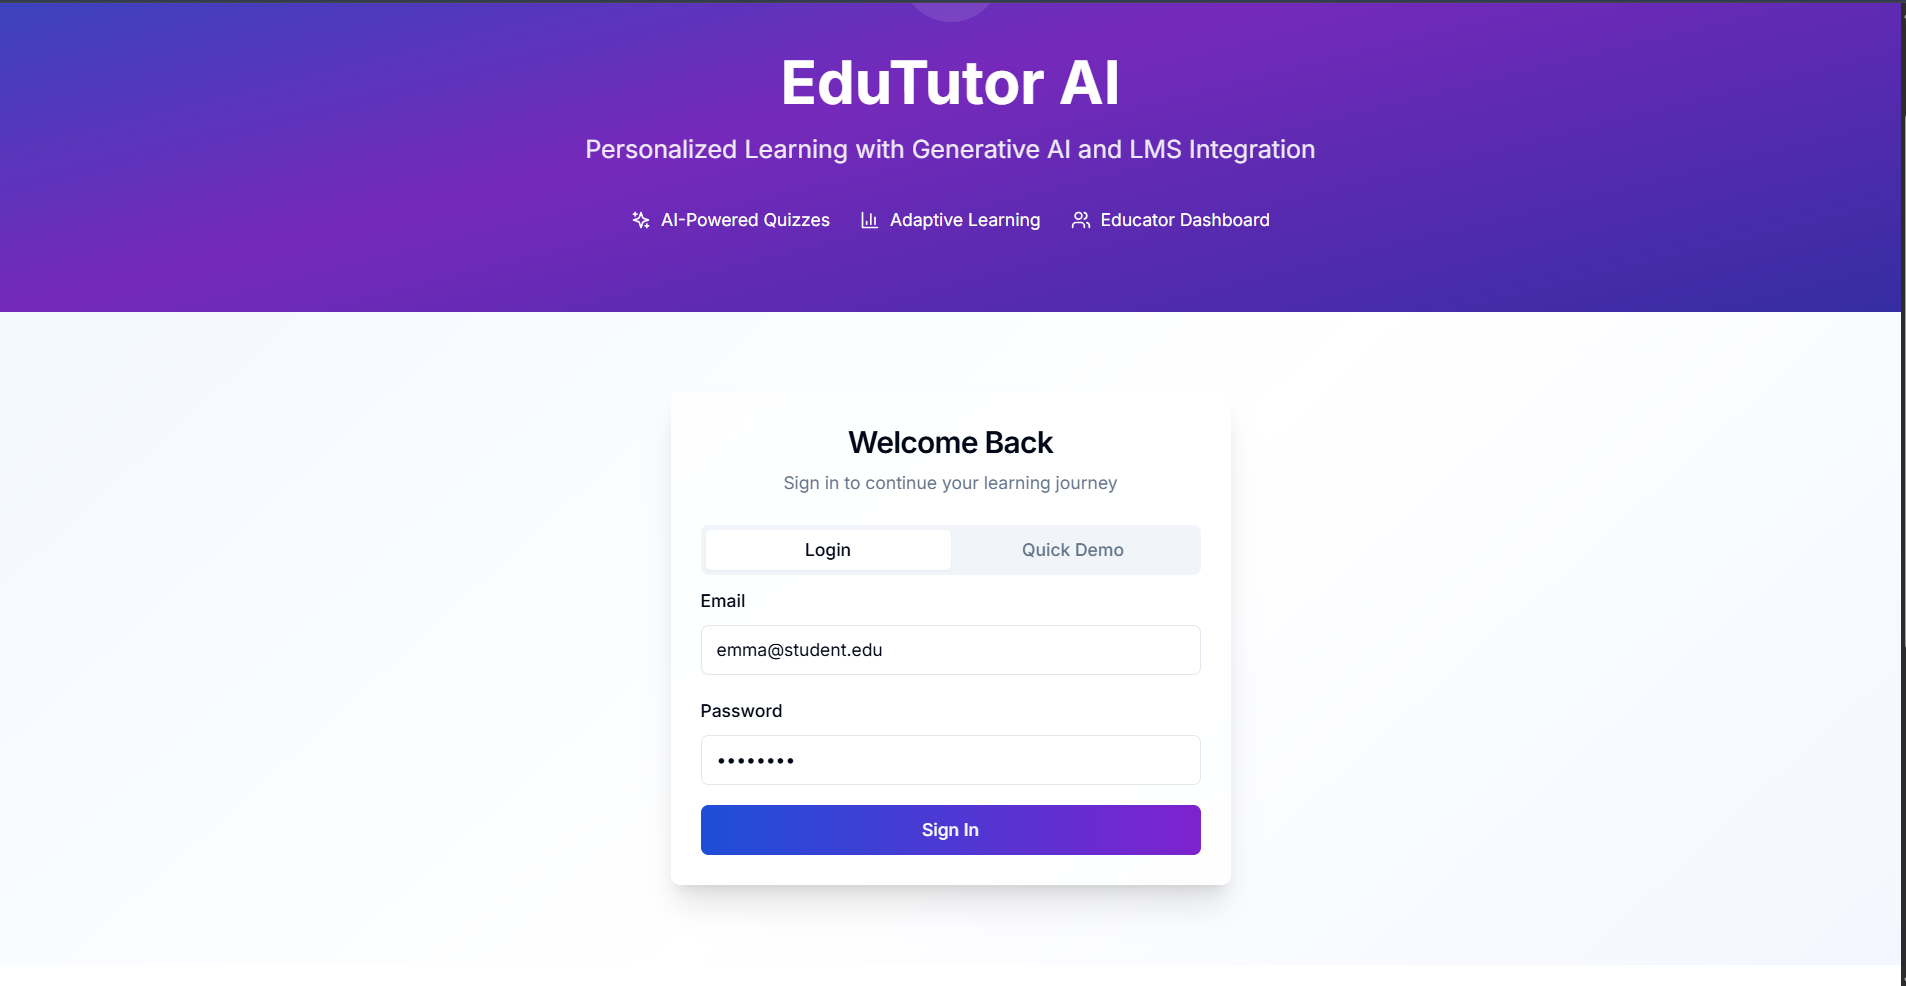 EduTutor AI
Personalized Learning with Generative AI and LMS Integration
AI-Powered Quizzes Adaptive Learning Educator Dashboard
Welcome Back
Sign in to continue your learning journey
Login Quick Demo
Email
emma@student.edu
Password
••••••••
Sign In